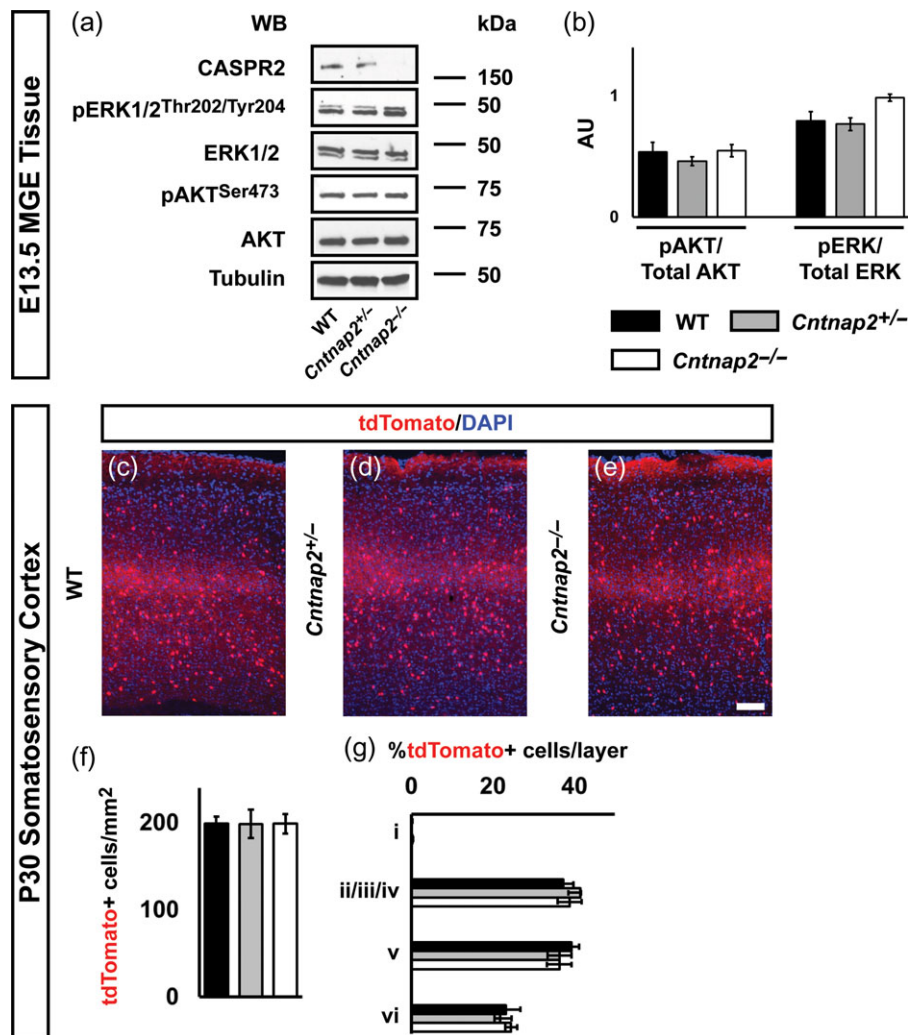 E13.5 MGE Tissue
(a)
WB
kDa
CASPR2
150
pERK1/2Thr202/Tyr204
50
ERK1/2
50
pAKTSer473
75
AKT
75
Tubulin
50
WT
Cntnap2+/–
Cntnap2–/–
(b)
AU
1
0
pAKT/
Total AKT
pERK/
Total ERK
WT
Cntnap2+/–
Cntnap2–/–
P30 Somatosensory Cortex
tdTomato/DAPI
WT
(c)
Cntnap2+/–
(d)
Cntnap2–/–
(e)
(f)
tdTomato+ cells/mm2
200
100
0
(g)
%tdTomato+ cells/layer
0 20 40
i
ii/iii/iv
v
vi